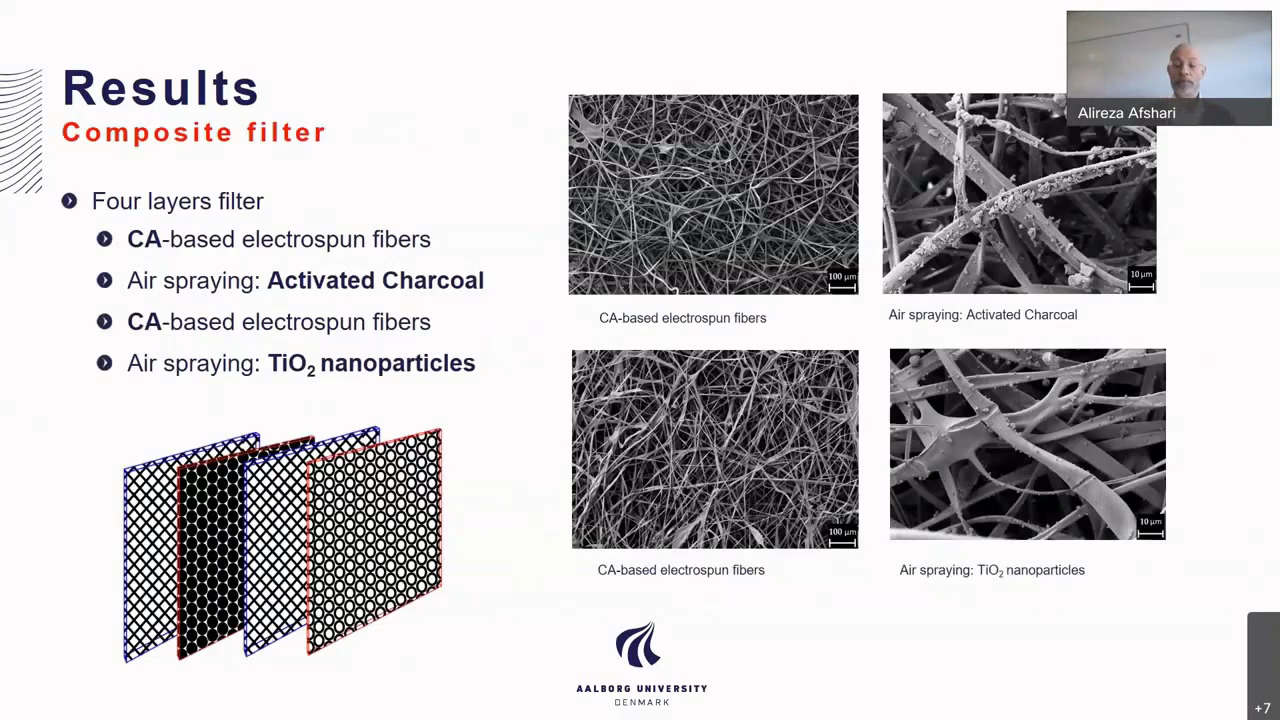 Results
Composite filter
Four layers filter
CA-based electrospun fibers
Air spraying: Activated Charcoal
CA-based electrospun fibers
Air spraying: TiO₂ nanoparticles
100 µm
CA-based electrospun fibers
Alireza Afshari
10 µm
Air spraying: Activated Charcoal
100 µm
CA-based electrospun fibers
10 µm
Air spraying: TiO₂ nanoparticles
AALBORG UNIVERSITY
DENMARK
+7